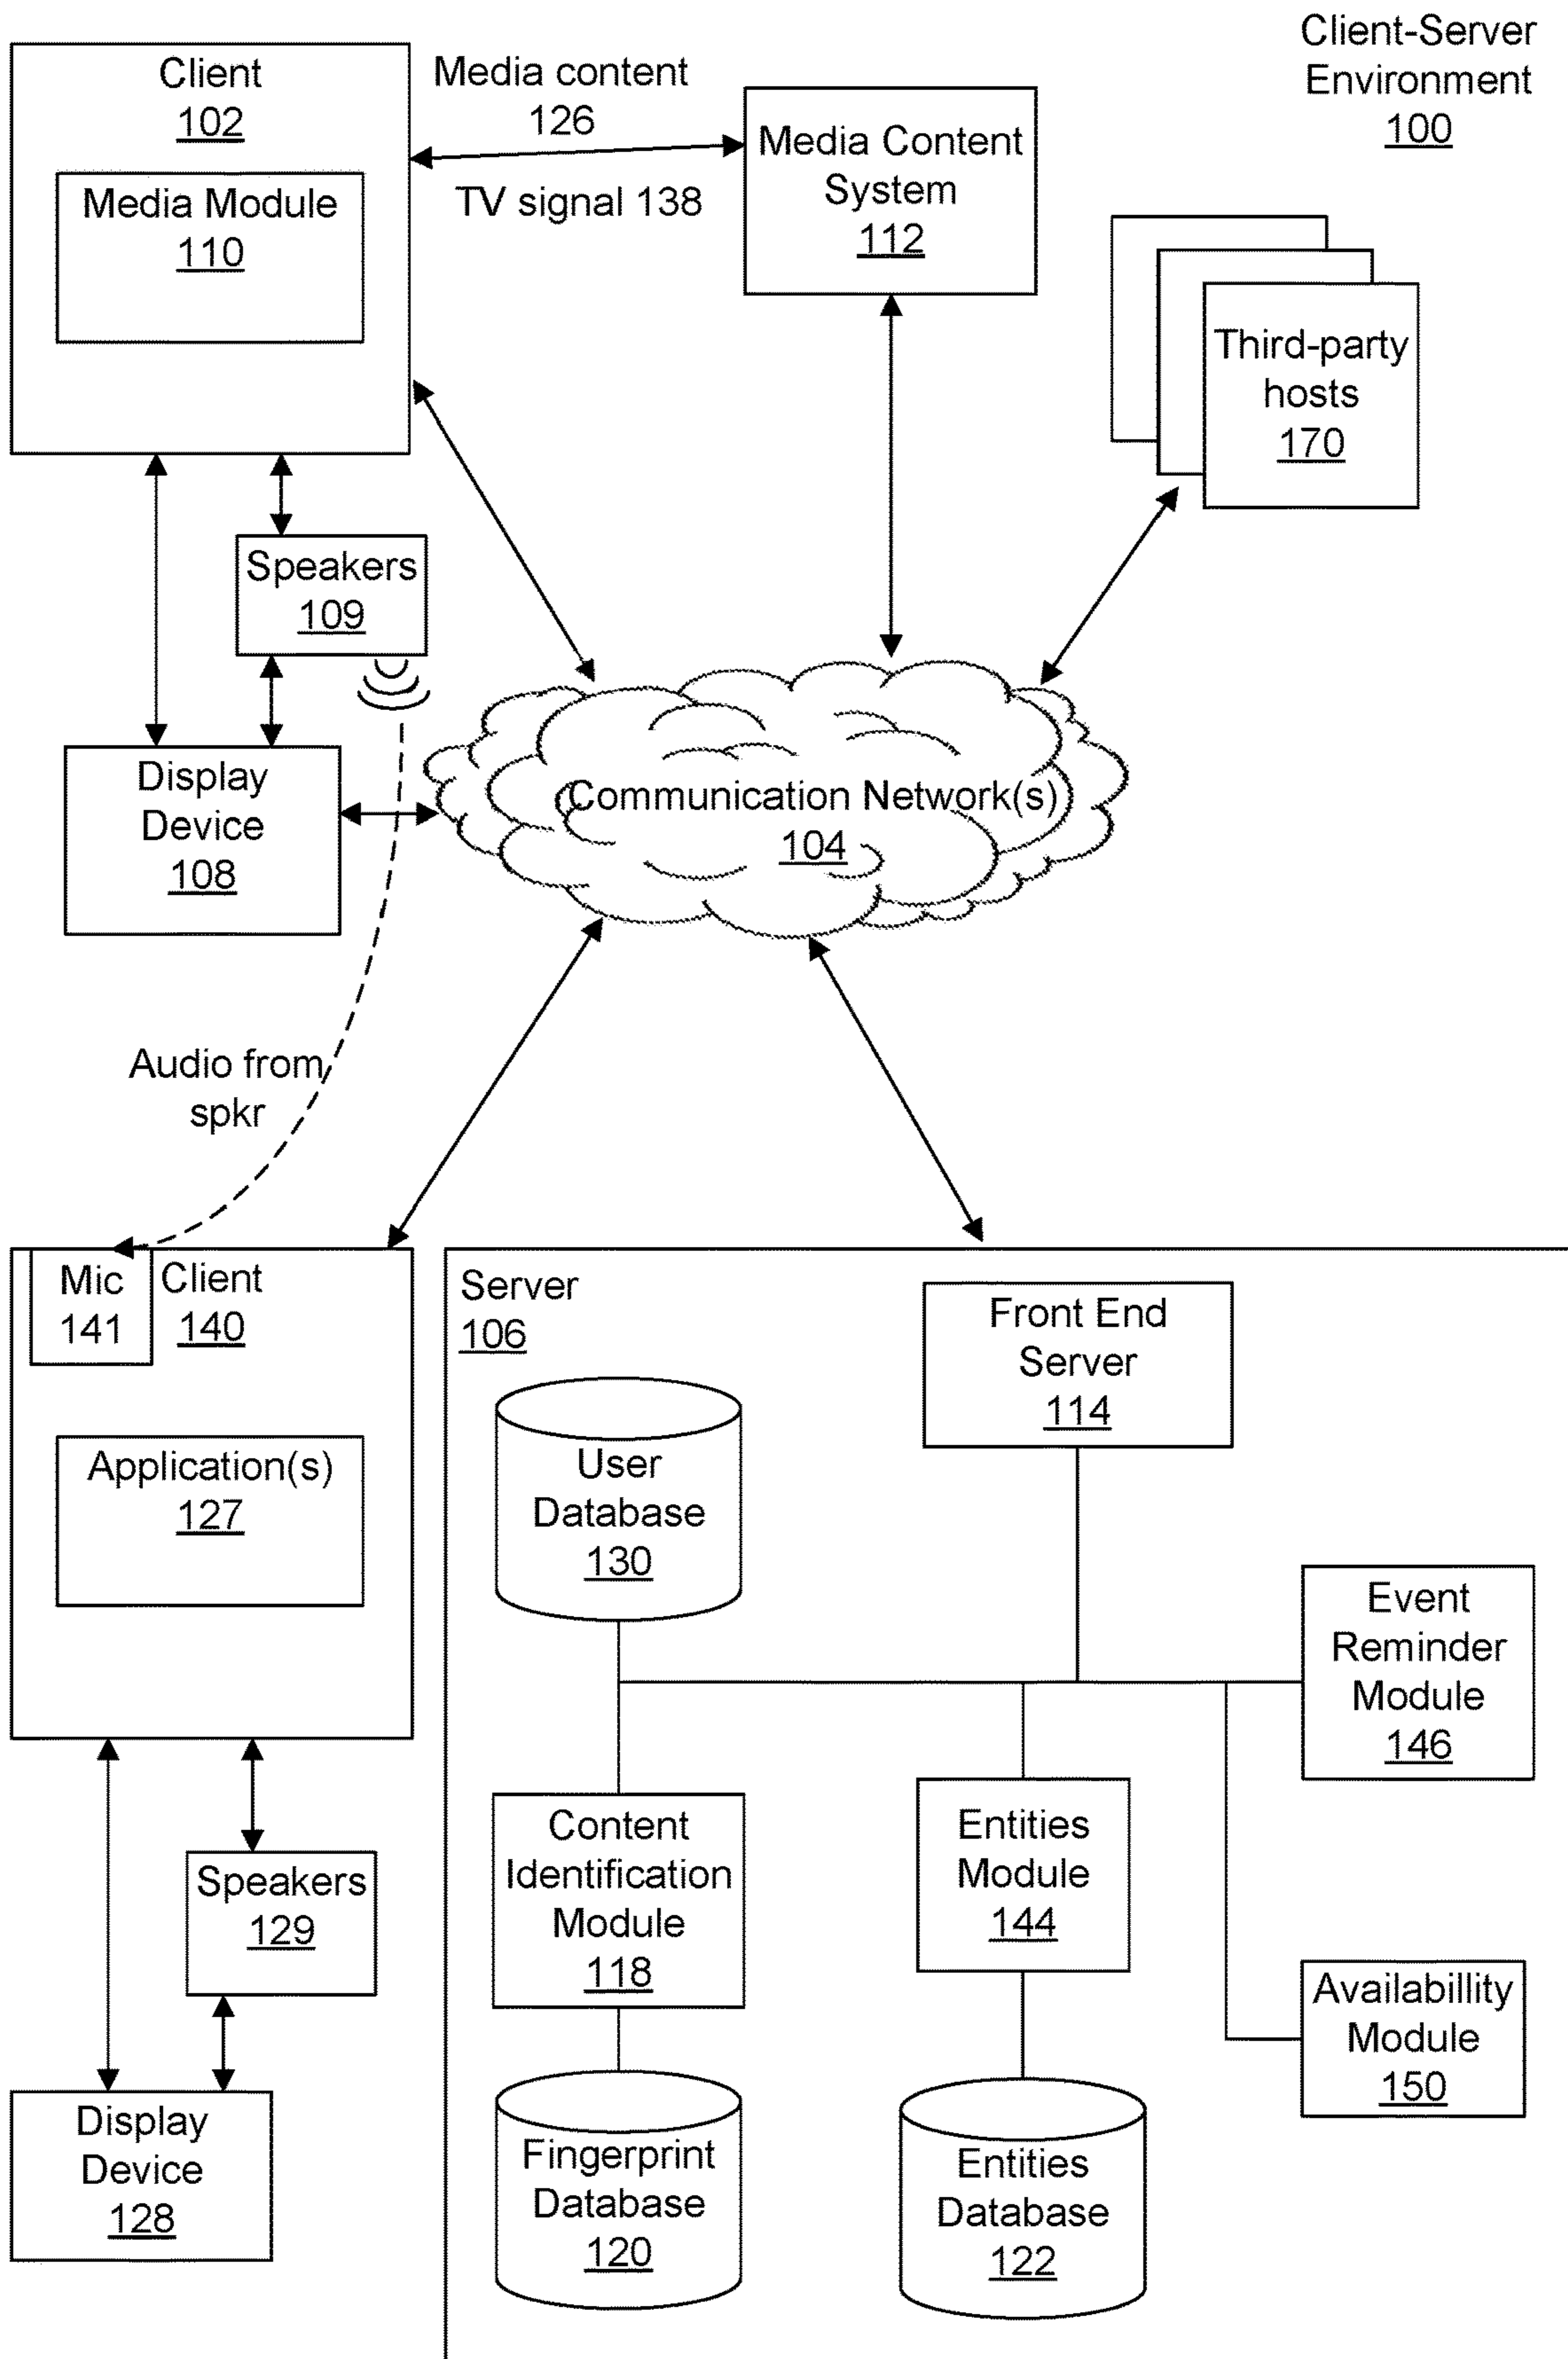 Client-Server
Environment
100
Client
102
Media Module
110
Media content
126
TV signal 138
Media Content
System
112
Third-party
hosts
170
Speakers
109
Display
Device
108
Communication Network(s)
104
Audio from
spkr
Mic
141
Client
140
Application(s)
127
Speakers
129
Display
Device
128
Server
106
Front End
Server
114
User
Database
130
Event
Reminder
Module
146
Content
Identification
Module
118
Entities
Module
144
Availabillity
Module
150
Fingerprint
Database
120
Entities
Database
122